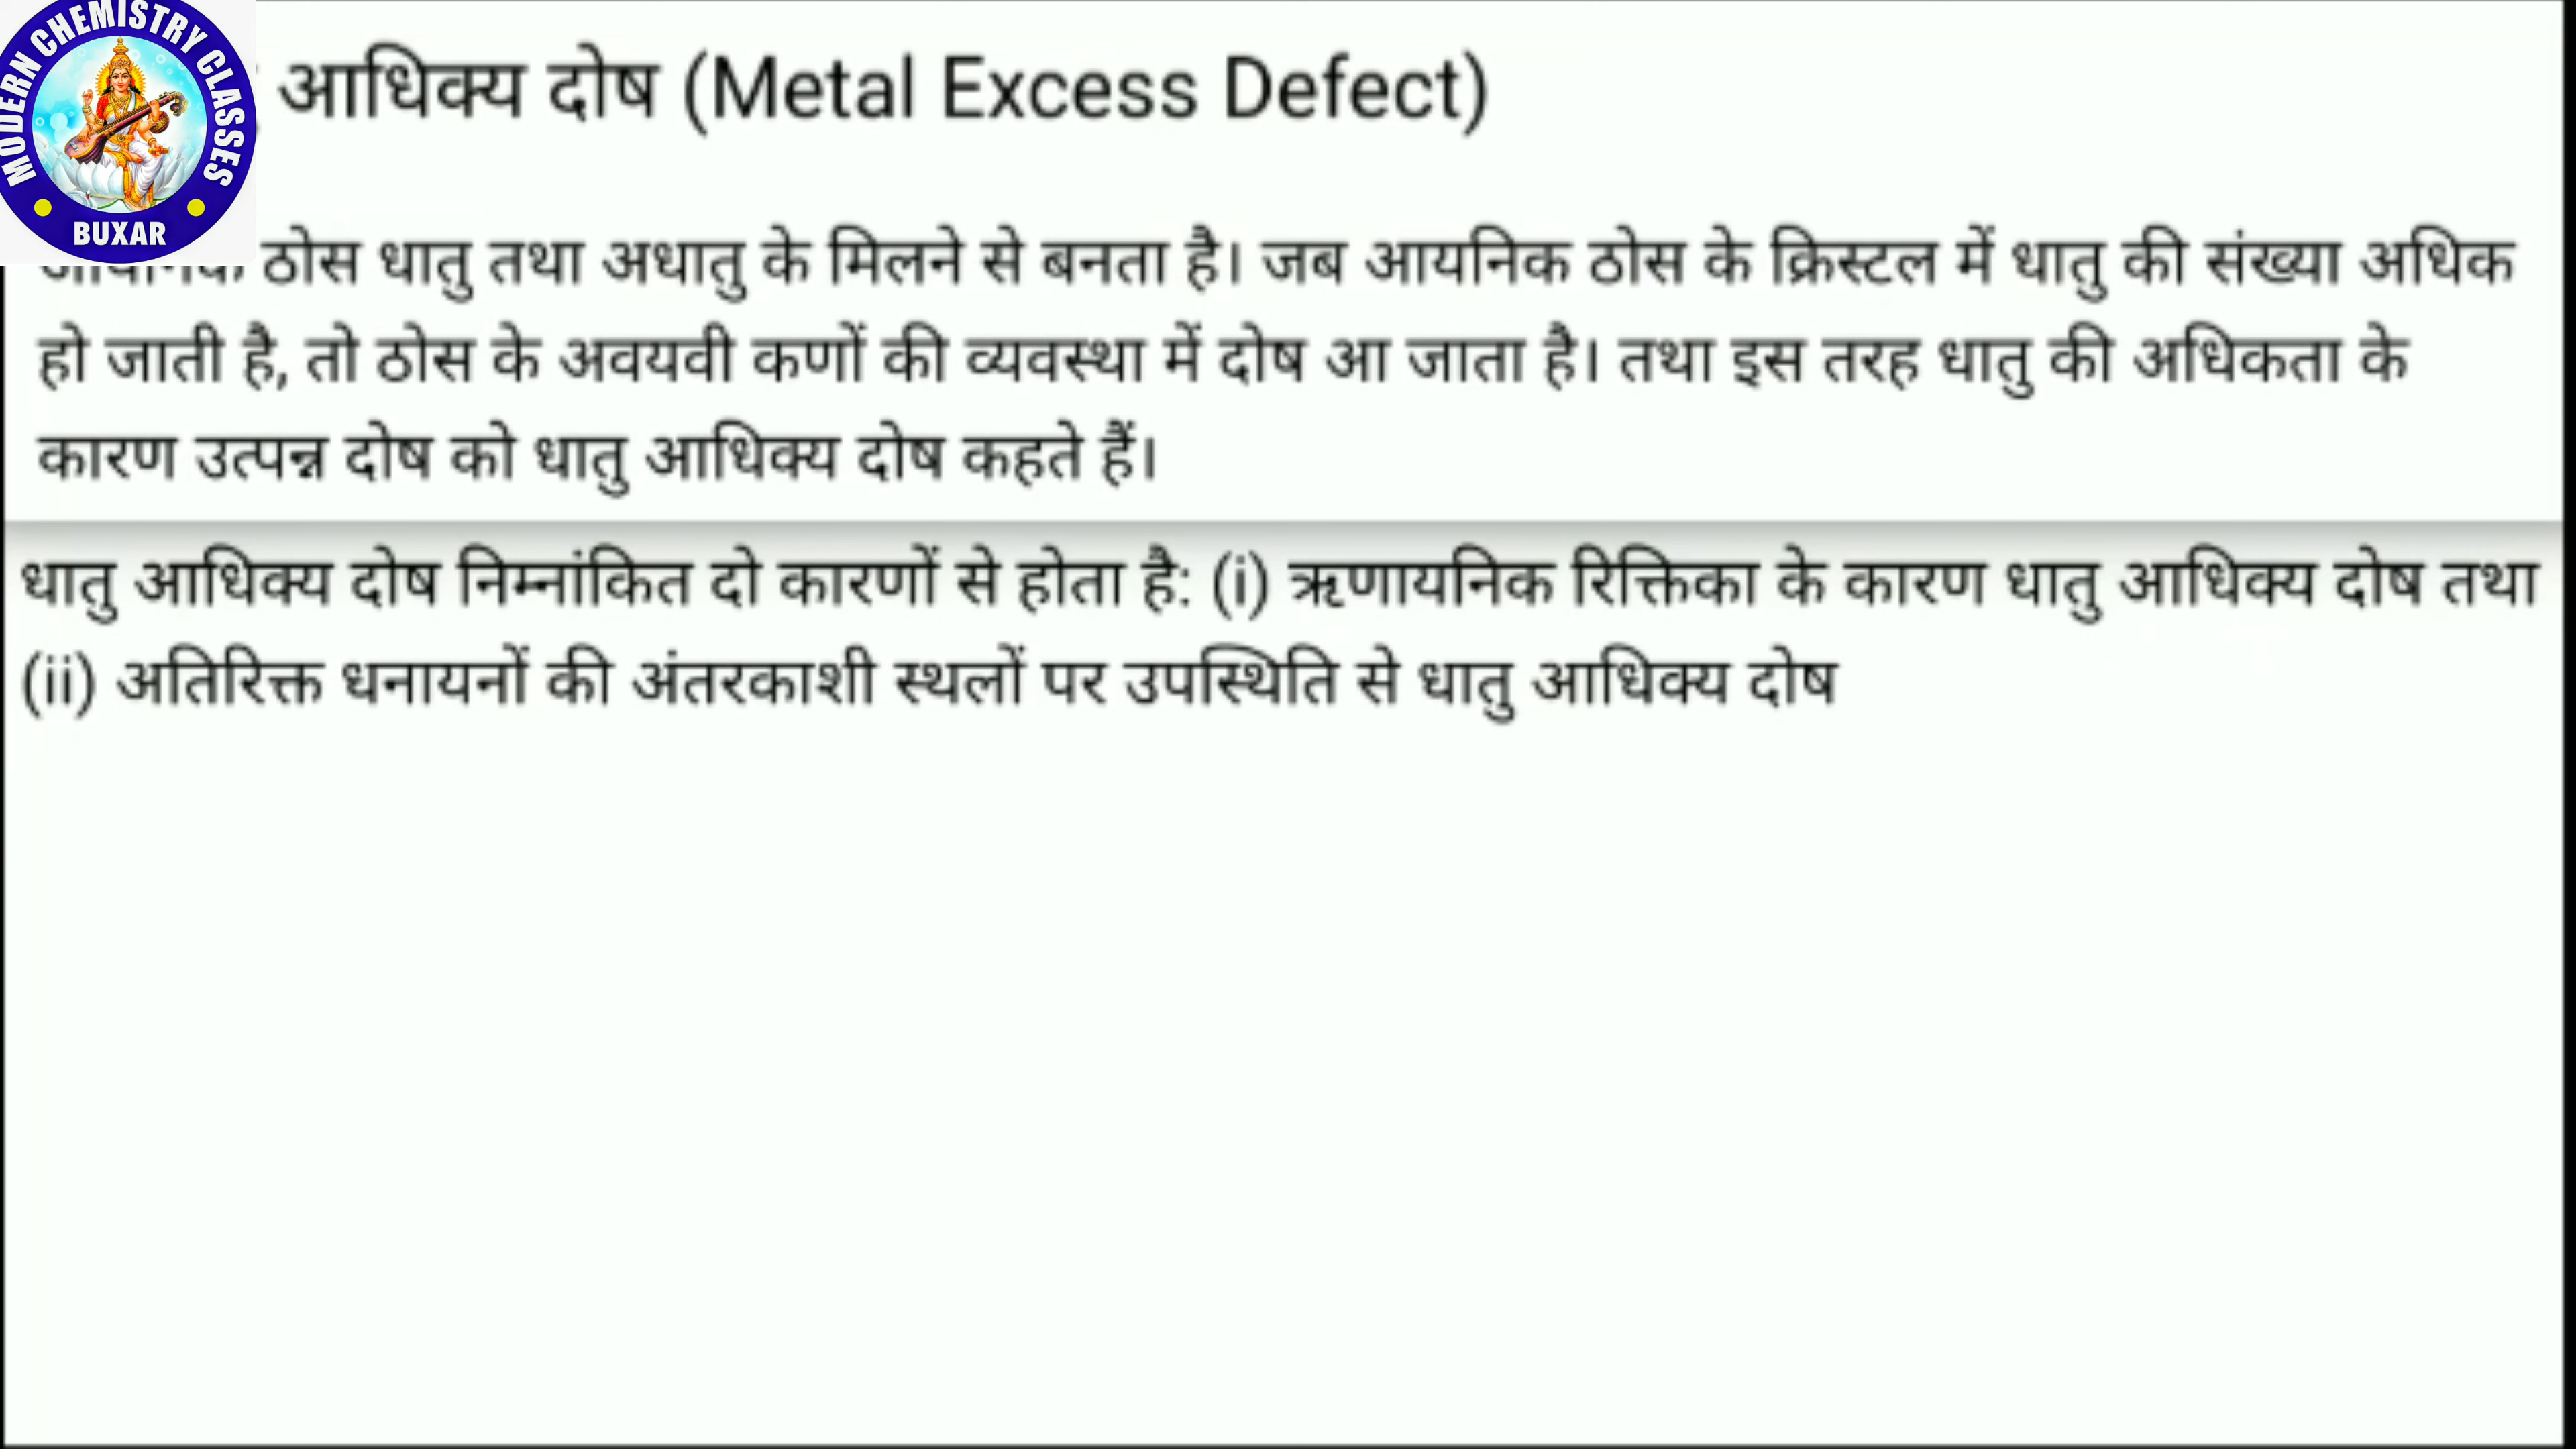 MODERN CHEMISTRY CLASSES
BUXAR
आधिक्य दोष (Metal Excess Defect)
ठोस धातु तथा अधातु के मिलने से बनता है। जब आयनिक ठोस के क्रिस्टल में धातु की संख्या अधिक
हो जाती है, तो ठोस के अवयवी कणों की व्यवस्था में दोष आ जाता है। तथा इस तरह धातु की अधिकता के
कारण उत्पन्न दोष को धातु आधिक्य दोष कहते हैं।
धातु आधिक्य दोष निम्नांकित दो कारणों से होता है: (i) ऋणायनिक रिक्तिका के कारण धातु आधिक्य दोष तथा
(ii) अतिरिक्त धनायनों की अंतरकाशी स्थलों पर उपस्थिति से धातु आधिक्य दोष